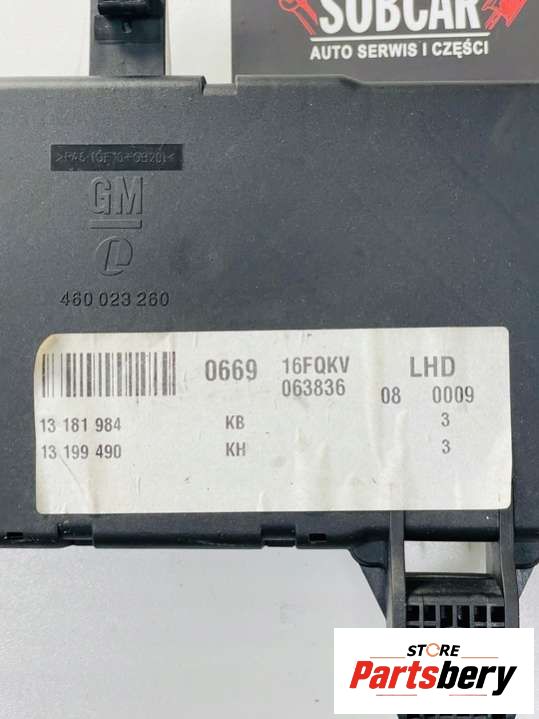 SUBCAR
AUTO SERWIS I CZĘŚCI
GM
460 023 260
0669
16FQKV
063836
LHD
08 0009
13 181 984 KB 3
13 199 490 KH 3
STORE
Partsbery